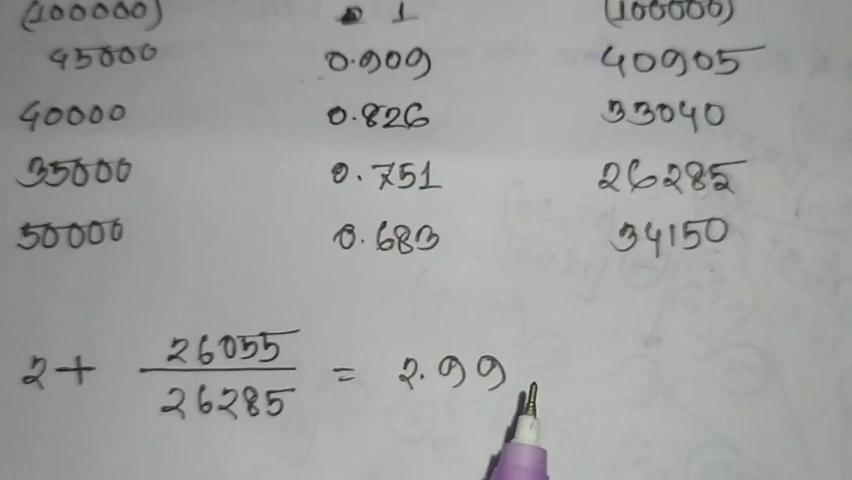 (100000) 1 (100000)
45000 0.909 40905
40000 0.826 33040
35000 0.751 26285
50000 0.683 34150
2 + 26055 / 26285 = 2.99